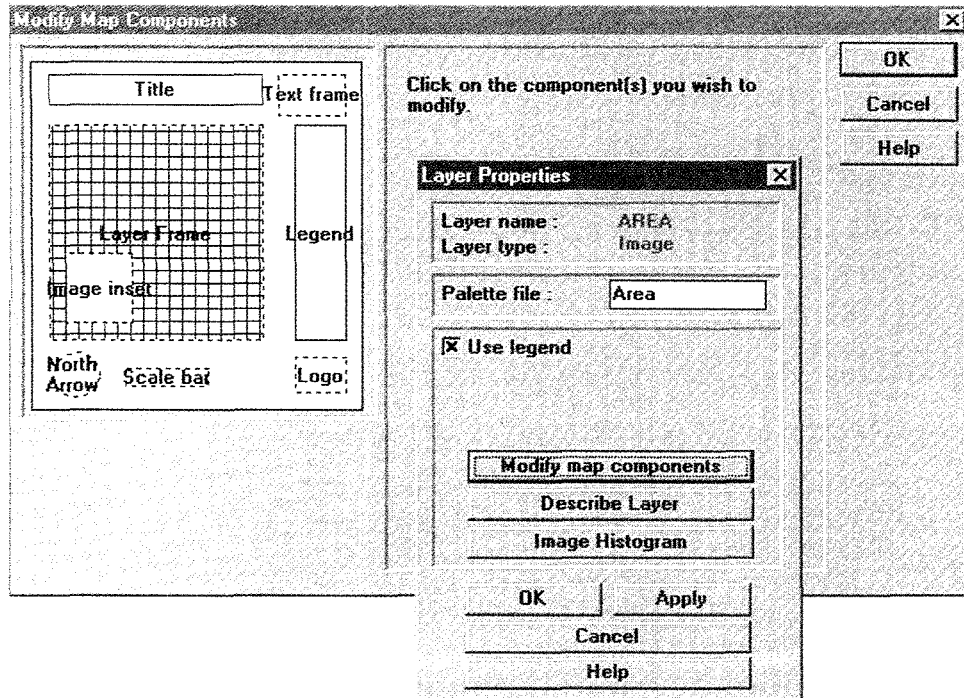 Modify Map Components
Title
Text frame
Layer Frame
Legend
Image inset
North
Arrow
Scale bar
Logo
Click on the component(s) you wish to
modify.
OK
Cancel
Help
Layer Properties
Layer name : AREA
Layer type : Image
Palette file : Area
Use legend
Modify map components
Describe Layer
Image Histogram
OK Apply
Cancel
Help